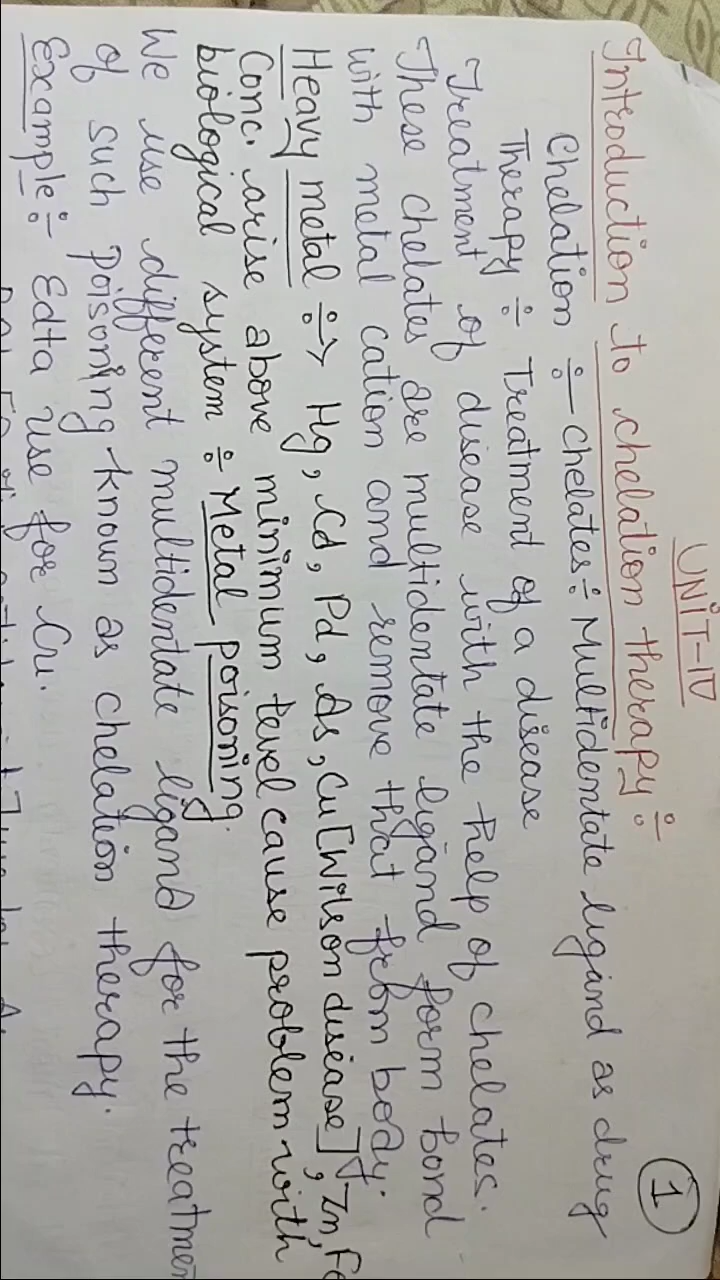 UNIT-IV
1
Introduction to chelation therapy ÷
Chelation ÷ chelates ÷ Multidentate ligand as drug
Therapy ÷ Treatment of a disease
Treatment of disease with the help of chelates.
These chelates are multidentate ligand form bond
with metal cation and remove that from body.
Heavy metal ÷→ Hg, Cd, Pd, As, Cu [Wilson disease], Zn, Fe
Conc. arise above minimum level cause problem with
biological system ÷ Metal poisoning.
We use different multidentate ligand for the treatmen
of such Poisoning known as chelation therapy.
Example ÷ Edta use for Cu.